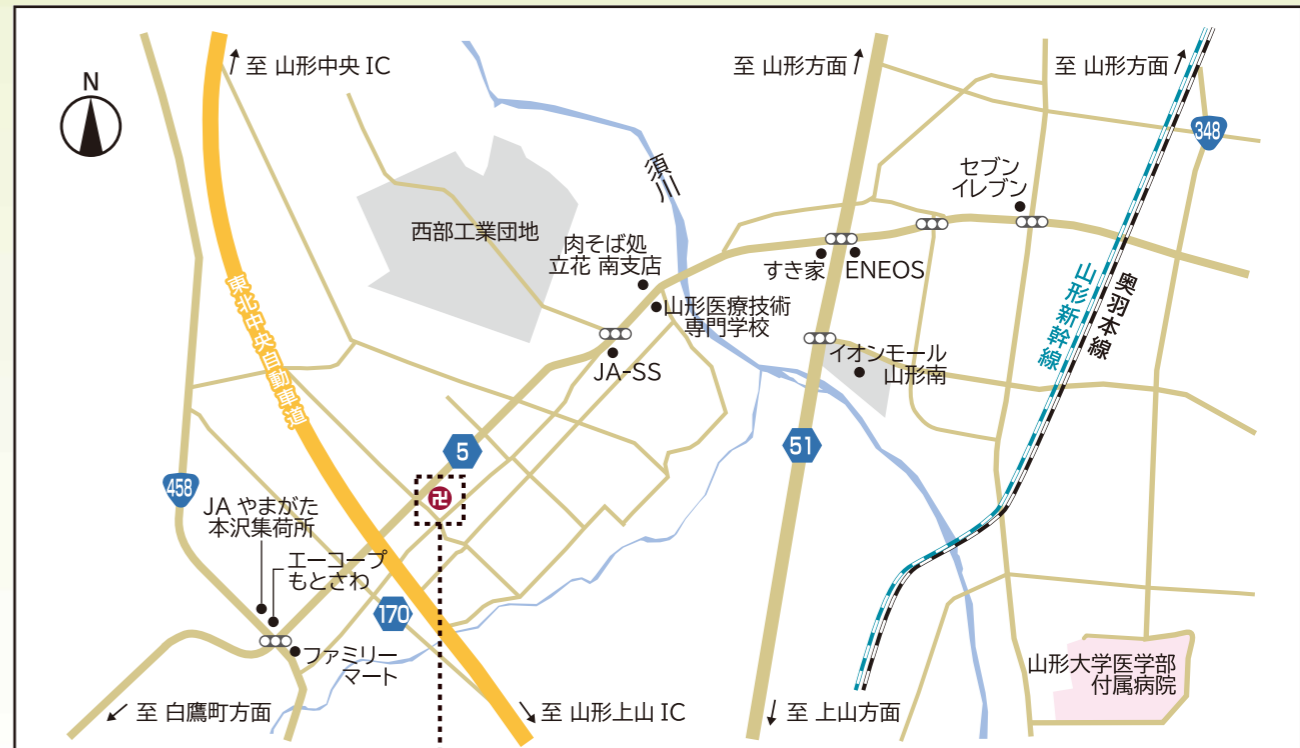 N
至 山形中央 IC
至 山形方面
至 山形方面
348
須川
セブン
イレブン
西部工業団地
肉そば処
立花 南支店
すき家
ENEOS
山形医療技術
専門学校
東北中央自動車道
山形新幹線
奥羽本線
JA-SS
イオンモール
山形南
5
51
卍
458
JA やまがた
本沢集荷所
エーコープ
もとさわ
170
ファミリー
マート
山形大学医学部
付属病院
至 白鷹町方面
至 山形上山 IC
至 上山方面